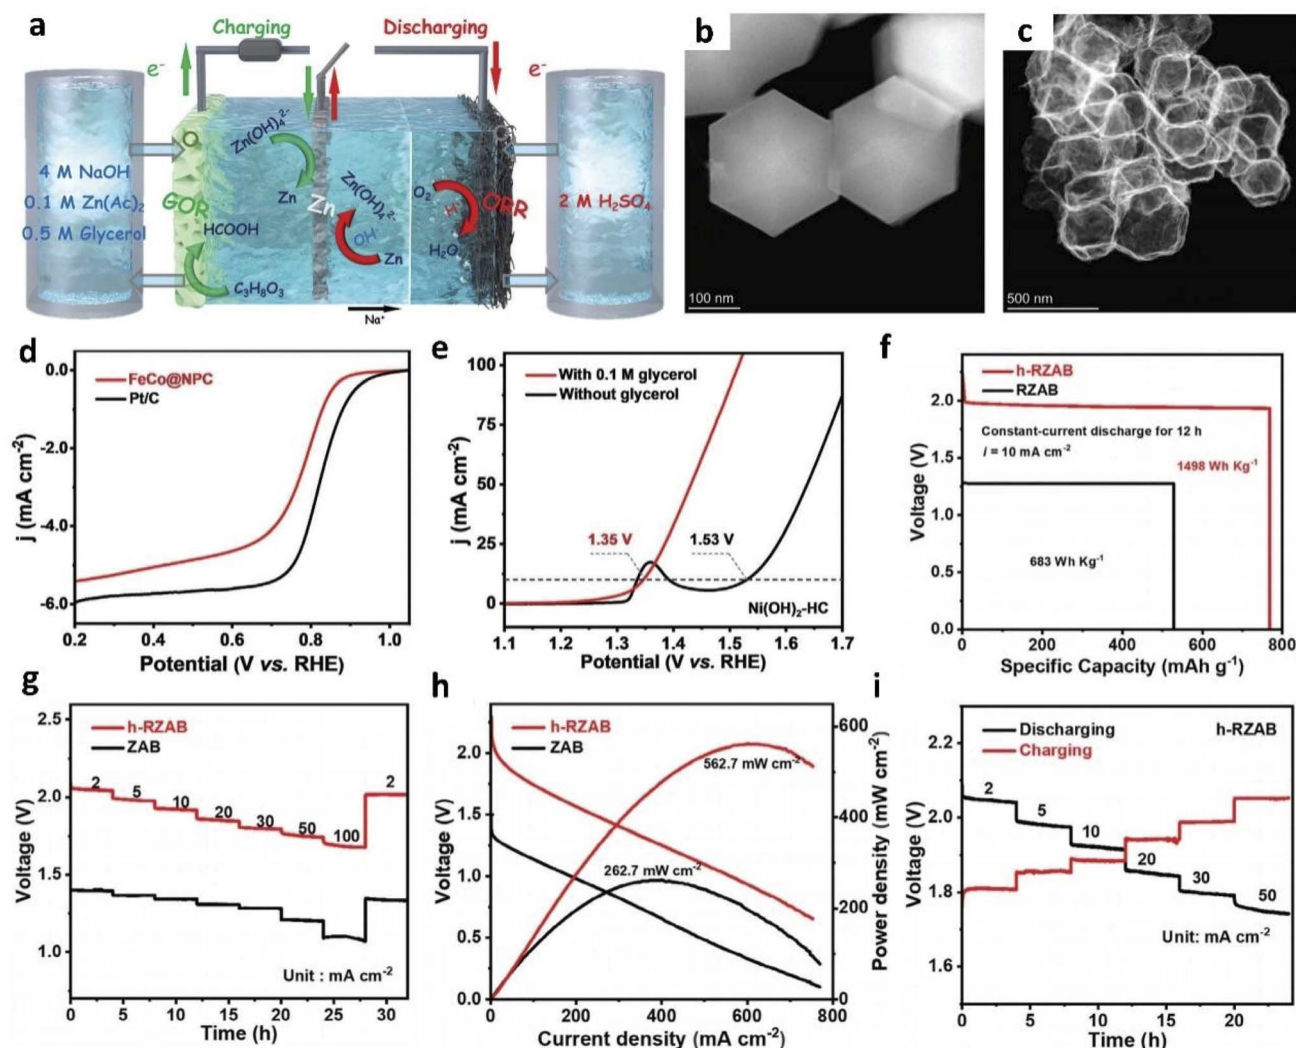 a
Charging
Discharging
e⁻
e⁻
4 M NaOH
0.1 M Zn(Ac)₂
0.5 M Glycerol
GOR
Zn(OH)₄²⁻
Zn
HCOOH
C₃H₈O₃
Zn
Zn(OH)₄²⁻
OH⁻
Zn
O₂
H⁺
H₂O
ORR
Na⁺
2 M H₂SO₄
b
100 nm
c
500 nm
d
FeCo@NPC
Pt/C
j (mA cm⁻²)
0.0
-2.0
-4.0
-6.0
0.2 0.4 0.6 0.8 1.0
Potential (V vs. RHE)
e
With 0.1 M glycerol
Without glycerol
j (mA cm⁻²)
100
75
50
25
0
1.35 V
1.53 V
Ni(OH)₂-HC
1.1 1.2 1.3 1.4 1.5 1.6 1.7
Potential (V vs. RHE)
f
h-RZAB
RZAB
Constant-current discharge for 12 h
I = 10 mA cm⁻²
1498 Wh Kg⁻¹
683 Wh Kg⁻¹
Voltage (V)
2.0
1.5
1.0
0.5
0.0
0 200 400 600 800
Specific Capacity (mAh g⁻¹)
g
h-RZAB
ZAB
Voltage (V)
2.5
2.0
1.5
1.0
2 5 10 20 30 50 100 2
Unit : mA cm⁻²
0 5 10 15 20 25 30
Time (h)
h
h-RZAB
ZAB
Voltage (V)
2.0
1.5
1.0
0.5
0.0
562.7 mW cm⁻²
262.7 mW cm⁻²
600
400
200
0
Power density (mW cm⁻²)
0 200 400 600 800
Current density (mA cm⁻²)
i
Discharging
Charging
h-RZAB
Voltage (V)
2.2
2.0
1.8
1.6
2 5 10 20 30 50
Unit: mA cm⁻²
0 5 10 15 20
Time (h)